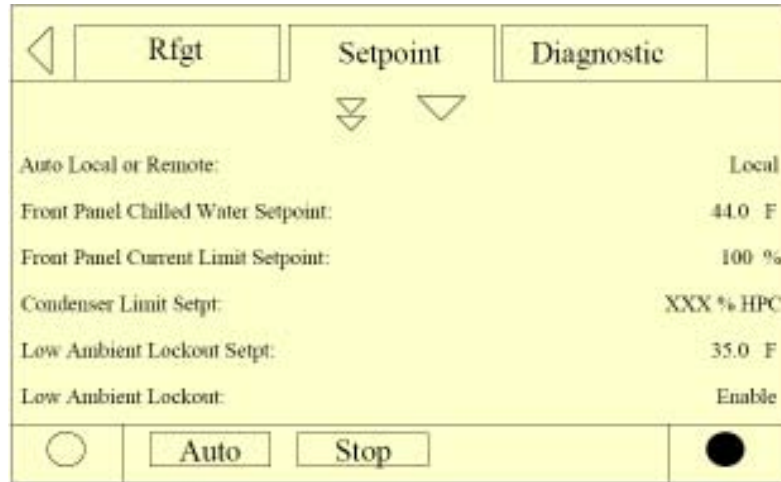 Rfgt Setpoint Diagnostic
Auto Local or Remote: Local
Front Panel Chilled Water Setpoint: 44.0 F
Front Panel Current Limit Setpoint: 100 %
Condenser Limit Setpt: XXX % HPC
Low Ambient Lockout Setpt: 35.0 F
Low Ambient Lockout: Enable
Auto Stop